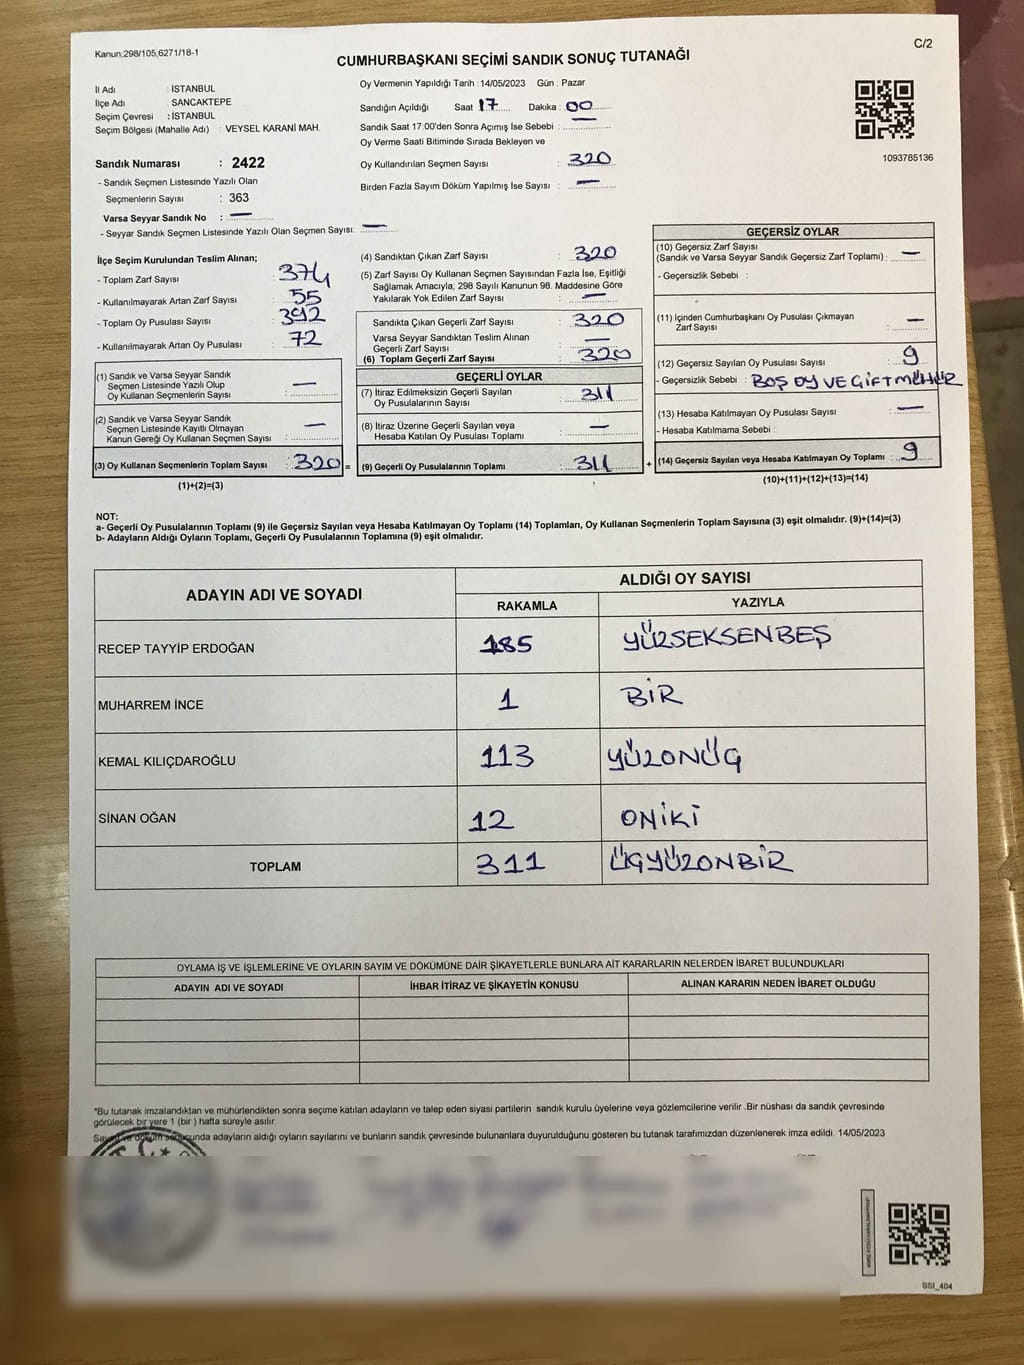 Kanun,298/105,6271/18-1
C/2
CUMHURBAŞKANI SEÇİMİ SANDIK SONUÇ TUTANAĞI
İl Adı : İSTANBUL
İlçe Adı : SANCAKTEPE
Seçim Çevresi : İSTANBUL
Seçim Bölgesi (Mahalle Adı) : VEYSEL KARANİ MAH.
Sandık Numarası : 2422
- Sandık Seçmen Listesinde Yazılı Olan
Seçmenlerin Sayısı : 363
Varsa Seyyar Sandık No : —
- Seyyar Sandık Seçmen Listesinde Yazılı Olan Seçmen Sayısı: —
Oy Vermenin Yapıldığı Tarih : 14/05/2023 Gün : Pazar
Sandığın Açıldığı Saat 17 Dakika : 00
Sandık Saat 17:00'den Sonra Açımış İse Sebebi : —
Oy Verme Saati Bitiminde Sırada Bekleyen ve
Oy Kullandırılan Seçmen Sayısı : 320
Birden Fazla Sayım Döküm Yapılmış İse Sayısı : —
1093785136
İlçe Seçim Kurulundan Teslim Alınan;
- Toplam Zarf Sayısı : 374
- Kullanılmayarak Artan Zarf Sayısı : 55
- Toplam Oy Pusulası Sayısı : 392
- Kullanılmayarak Artan Oy Pusulası : 72
(1) Sandık ve Varsa Seyyar Sandık
Seçmen Listesinde Yazılı Olup
Oy Kullanan Seçmenlerin Sayısı : —
(2) Sandık ve Varsa Seyyar Sandık
Seçmen Listesinde Kayıtlı Olmayan
Kanun Gereği Oy Kullanan Seçmen Sayısı : —
(3) Oy Kullanan Seçmenlerin Toplam Sayısı : 320 =
(1)+(2)=(3)
(4) Sandıktan Çıkan Zarf Sayısı : 320
(5) Zarf Sayısı Oy Kullanan Seçmen Sayısından Fazla İse, Eşitliği
Sağlamak Amacıyla; 298 Sayılı Kanunun 98. Maddesine Göre
Yakılarak Yok Edilen Zarf Sayısı : —
Sandıkta Çıkan Geçerli Zarf Sayısı : 320
Varsa Seyyar Sandıktan Teslim Alınan
Geçerli Zarf Sayısı : —
(6) Toplam Geçerli Zarf Sayısı : 320
GEÇERLİ OYLAR
(7) İtiraz Edilmeksizin Geçerli Sayılan
Oy Pusulalarının Sayısı : 311
(8) İtiraz Üzerine Geçerli Sayılan veya
Hesaba Katılan Oy Pusulası Toplamı : —
(9) Geçerli Oy Pusulalarının Toplamı : 311 +
GEÇERSİZ OYLAR
(10) Geçersiz Zarf Sayısı
(Sandık ve Varsa Seyyar Sandık Geçersiz Zarf Toplamı) : —
- Geçersizlik Sebebi :
(11) İçinden Cumhurbaşkanı Oy Pusulası Çıkmayan
Zarf Sayısı : —
(12) Geçersiz Sayılan Oy Pusulası Sayısı : 9
- Geçersizlik Sebebi : BOŞ OY VE ÇİFT MÜHÜR
(13) Hesaba Katılmayan Oy Pusulası Sayısı : —
- Hesaba Katılmama Sebebi :
(14) Geçersiz Sayılan veya Hesaba Katılmayan Oy Toplamı : 9
(10)+(11)+(12)+(13)=(14)
NOT:
a- Geçerli Oy Pusulalarının Toplamı (9) ile Geçersiz Sayılan veya Hesaba Katılmayan Oy Toplamı (14) Toplamları, Oy Kullanan Seçmenlerin Toplam Sayısına (3) eşit olmalıdır. (9)+(14)=(3)
b- Adayların Aldığı Oyların Toplamı, Geçerli Oy Pusulalarının Toplamına (9) eşit olmalıdır.
ADAYIN ADI VE SOYADI
ALDIĞI OY SAYISI
RAKAMLA YAZIYLA
RECEP TAYYİP ERDOĞAN 185 YÜZSEKSENBEŞ
MUHARREM İNCE 1 BİR
KEMAL KILIÇDAROĞLU 113 YÜZONÜÇ
SİNAN OĞAN 12 ONİKİ
TOPLAM 311 ÜÇYÜZONBİR
OYLAMA İŞ VE İŞLEMLERİNE VE OYLARIN SAYIM VE DÖKÜMÜNE DAİR ŞİKAYETLERLE BUNLARA AİT KARARLARIN NELERDEN İBARET BULUNDUKLARI
ADAYIN ADI VE SOYADI İHBAR İTİRAZ VE ŞİKAYETİN KONUSU ALINAN KARARIN NEDEN İBARET OLDUĞU
*Bu tutanak imzalandıktan ve mühürlendikten sonra seçime katılan adayların ve talep eden siyasi partilerin sandık kurulu üyelerine veya gözlemcilerine verilir .Bir nüshası da sandık çevresinde
görülecek bir yere 1 (bir ) hafta süreyle asılır.
Sayım ve döküm sonucunda adayların aldığı oyların sayılarını ve bunların sandık çevresinde bulunanlara duyurulduğunu gösteren bu tutanak tarafımızdan düzenlenerek imza edildi. 14/05/2023
SSİ_404